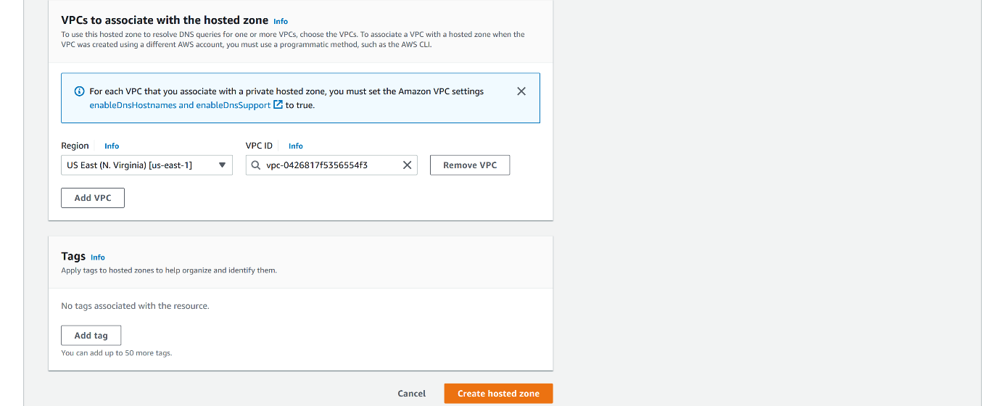 VPCs to associate with the hosted zone Info
To use this hosted zone to resolve DNS queries for one or more VPCs, choose the VPCs. To associate a VPC with a hosted zone when the
VPC was created using a different AWS account, you must use a programmatic method, such as the AWS CLI.
For each VPC that you associate with a private hosted zone, you must set the Amazon VPC settings
enableDnsHostnames and enableDnsSupport to true.
Region Info VPC ID Info
US East (N. Virginia) [us-east-1] vpc-0426817f5356554f3 Remove VPC
Add VPC
Tags Info
Apply tags to hosted zones to help organize and identify them.
No tags associated with the resource.
Add tag
You can add up to 50 more tags.
Cancel Create hosted zone